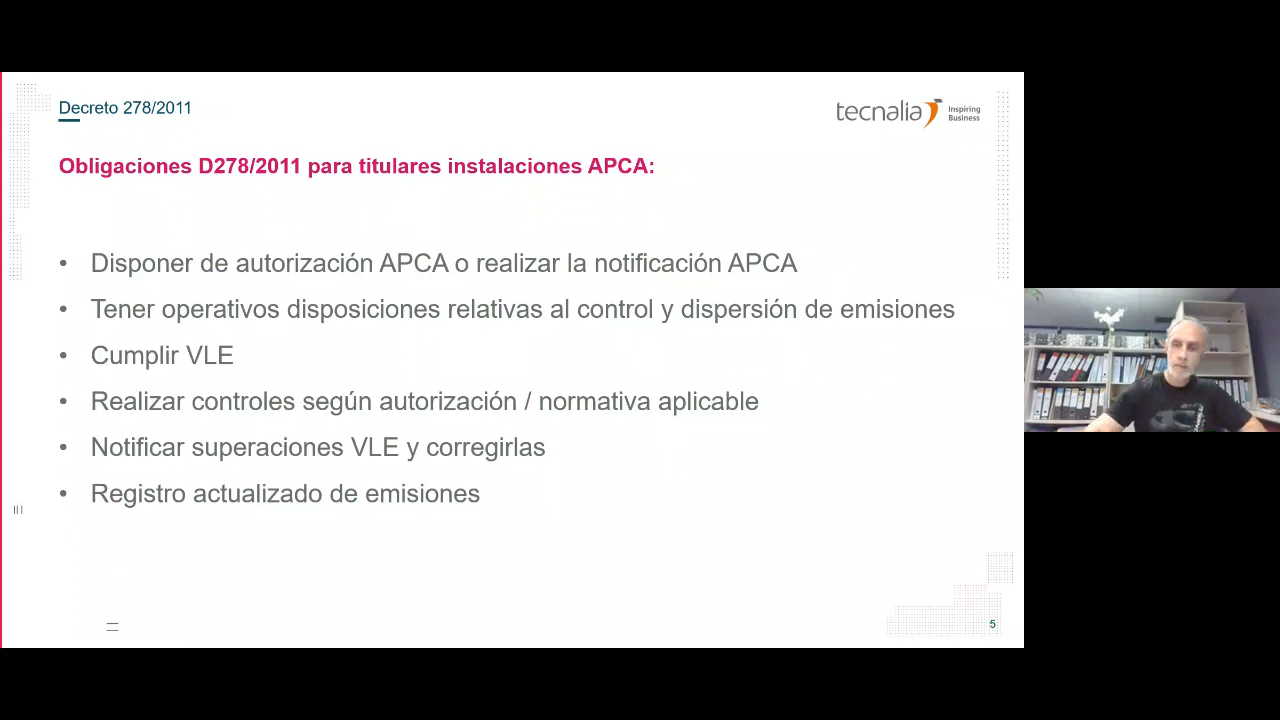 Decreto 278/2011
tecnalia Inspiring Business
Obligaciones D278/2011 para titulares instalaciones APCA:
• Disponer de autorización APCA o realizar la notificación APCA
• Tener operativos disposiciones relativas al control y dispersión de emisiones
• Cumplir VLE
• Realizar controles según autorización / normativa aplicable
• Notificar superaciones VLE y corregirlas
• Registro actualizado de emisiones
5